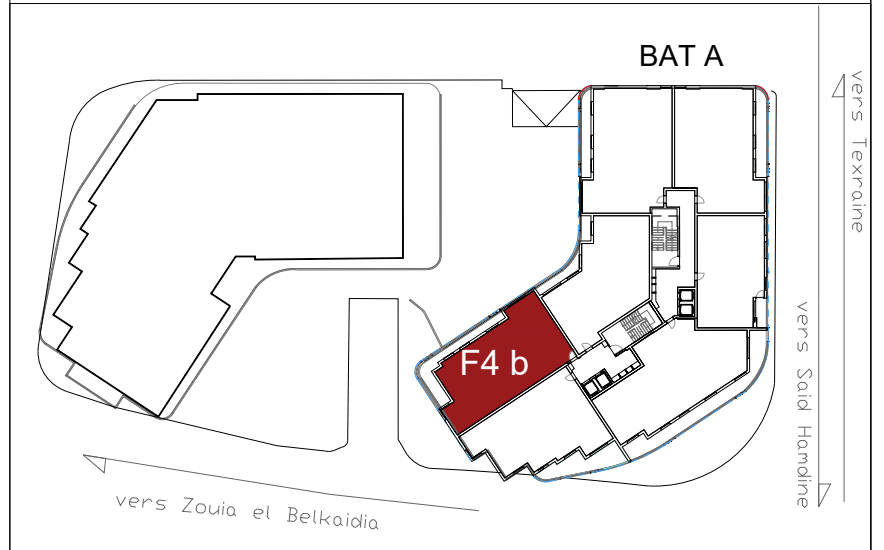 BAT A
vers Texraine
F4 b
vers Said Hamdine
vers Zouia el Belkaidia